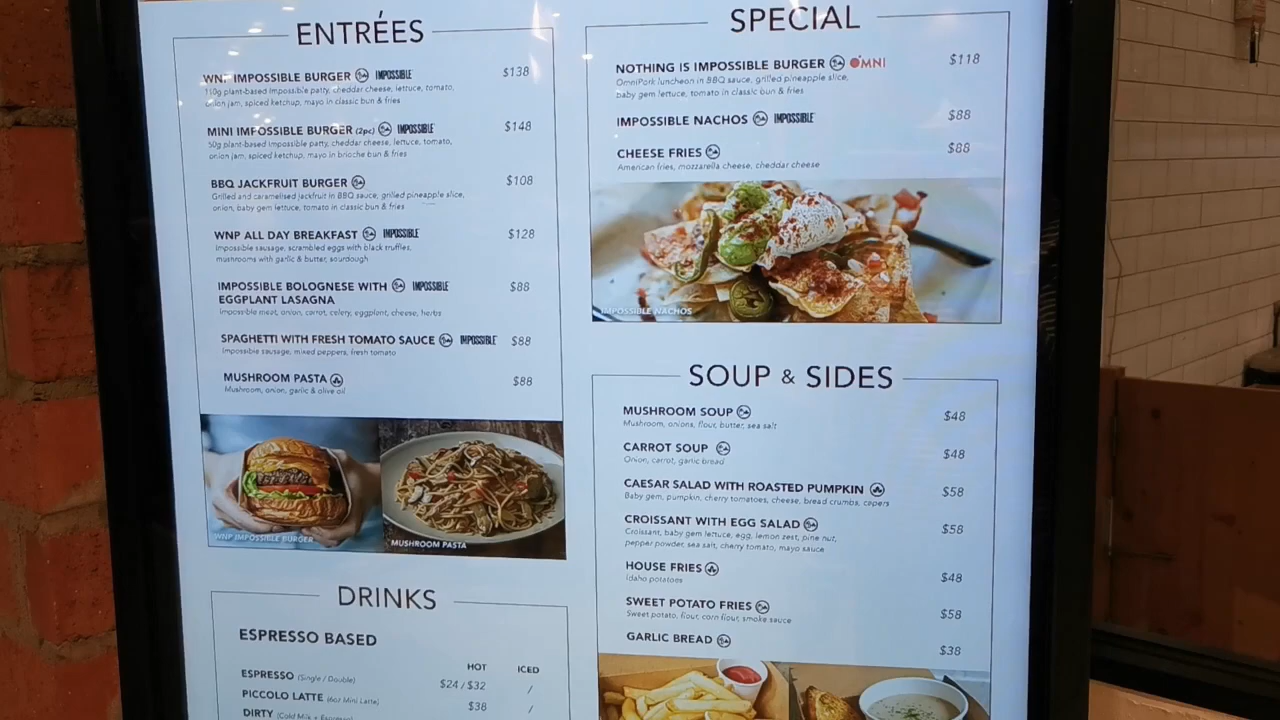 ENTRÉES
WNP IMPOSSIBLE BURGER IMPOSSIBLE $138
110g plant-based Impossible patty, cheddar cheese, lettuce, tomato,
onion jam, spiced ketchup, mayo in classic bun & fries
MINI IMPOSSIBLE BURGER (2pc) IMPOSSIBLE $148
50g plant-based impossible patty, cheddar cheese, lettuce, tomato,
onion jam, spiced ketchup, mayo in brioche bun & fries
BBQ JACKFRUIT BURGER $108
Grilled and caramelised jackfruit in BBQ sauce, grilled pineapple slice,
onion, baby gem lettuce, tomato in classic bun & fries
WNP ALL DAY BREAKFAST IMPOSSIBLE $128
Impossible sausage, scrambled eggs with black truffles,
mushrooms with garlic & butter, sourdough
IMPOSSIBLE BOLOGNESE WITH IMPOSSIBLE $88
EGGPLANT LASAGNA
Impossible meat, onion, carrot, celery, eggplant, cheese, herbs
SPAGHETTI WITH FRESH TOMATO SAUCE IMPOSSIBLE $88
Impossible sausage, mixed peppers, fresh tomato
MUSHROOM PASTA $88
Mushroom, onion, garlic & olive oil
WNP IMPOSSIBLE BURGER
MUSHROOM PASTA
DRINKS
ESPRESSO BASED
HOT ICED
ESPRESSO (Single / Double) $24 / $32 /
PICCOLO LATTE (6oz Mini Latte) $38 /
DIRTY (Cold Milk + Espresso)
SPECIAL
NOTHING IS IMPOSSIBLE BURGER OMNI $118
OmniPork luncheon in BBQ sauce, grilled pineapple slice,
baby gem lettuce, tomato in classic bun & fries
IMPOSSIBLE NACHOS IMPOSSIBLE $88
CHEESE FRIES $88
American fries, mozzarella cheese, cheddar cheese
IMPOSSIBLE NACHOS
SOUP & SIDES
MUSHROOM SOUP $48
Mushroom, onions, flour, butter, sea salt
CARROT SOUP $48
Onion, carrot, garlic bread
CAESAR SALAD WITH ROASTED PUMPKIN $58
Baby gem, pumpkin, cherry tomatoes, cheese, bread crumbs, capers
CROISSANT WITH EGG SALAD $58
Croissant, baby gem lettuce, egg, lemon zest, pine nut,
pepper powder, sea salt, cherry tomato, mayo sauce
HOUSE FRIES $48
Idaho potatoes
SWEET POTATO FRIES $58
Sweet potato, flour, corn flour, smoke sauce
GARLIC BREAD $38